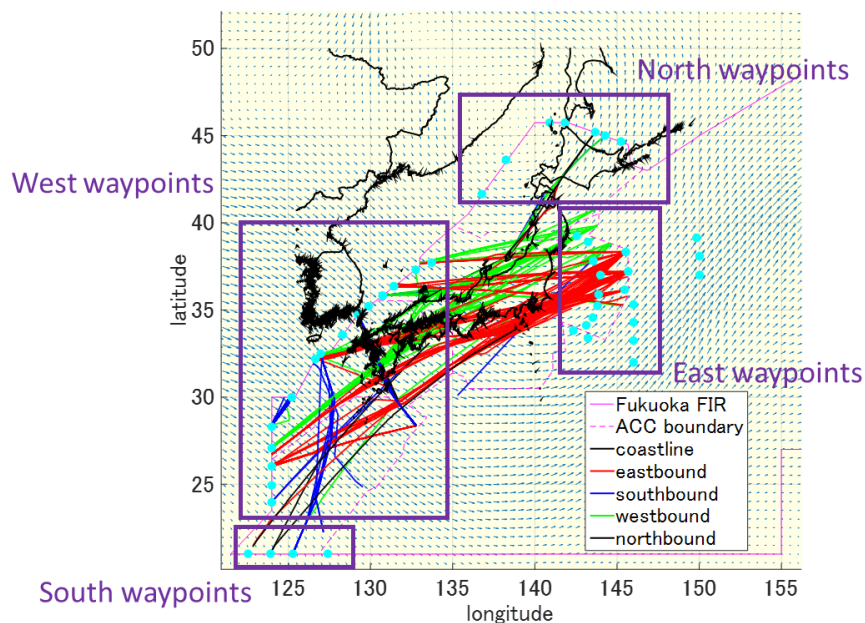 North waypoints
West waypoints
East waypoints
South waypoints
latitude
50
45
40
35
30
25
125 130 135 140 145 150 155
longitude
Fukuoka FIR
ACC boundary
coastline
eastbound
southbound
westbound
northbound